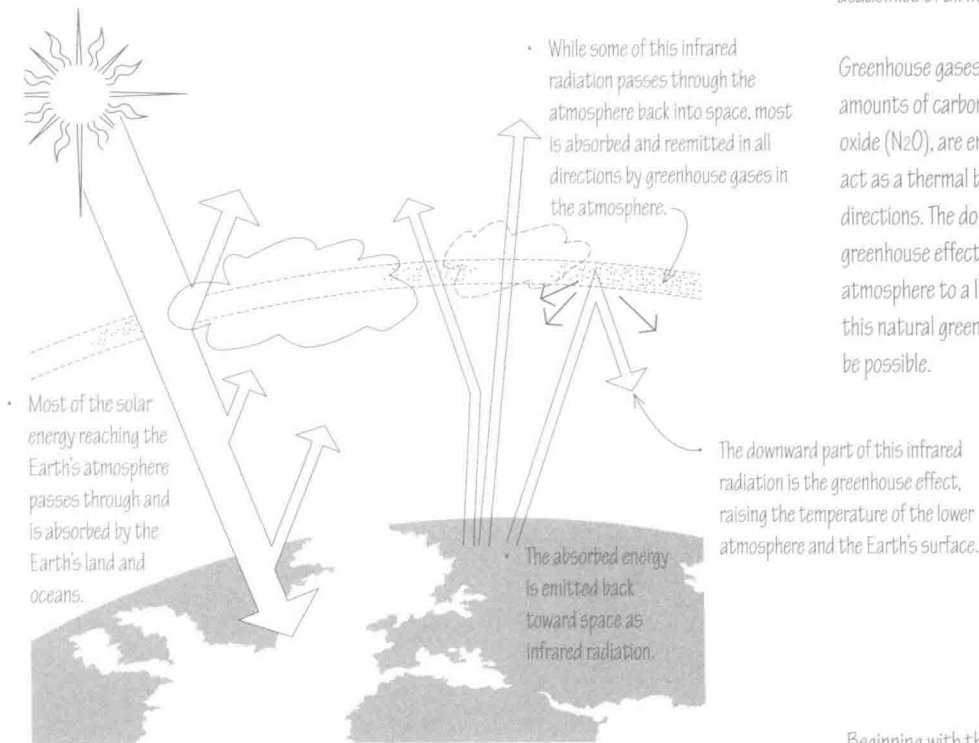 • While some of this infrared
radiation passes through the
atmosphere back into space, most
is absorbed and reemitted in all
directions by greenhouse gases in
the atmosphere.
• Most of the solar
energy reaching the
Earth's atmosphere
passes through and
is absorbed by the
Earth's land and
oceans.
• The absorbed energy
is emitted back
toward space as
infrared radiation.
• The downward part of this infrared
radiation is the greenhouse effect,
raising the temperature of the lower
atmosphere and the Earth's surface.
Greenhouse gases
amounts of carbon
oxide (N2O), are
act as a thermal
directions. The
greenhouse effect
atmosphere to a
this natural
be possible.
Beginning with